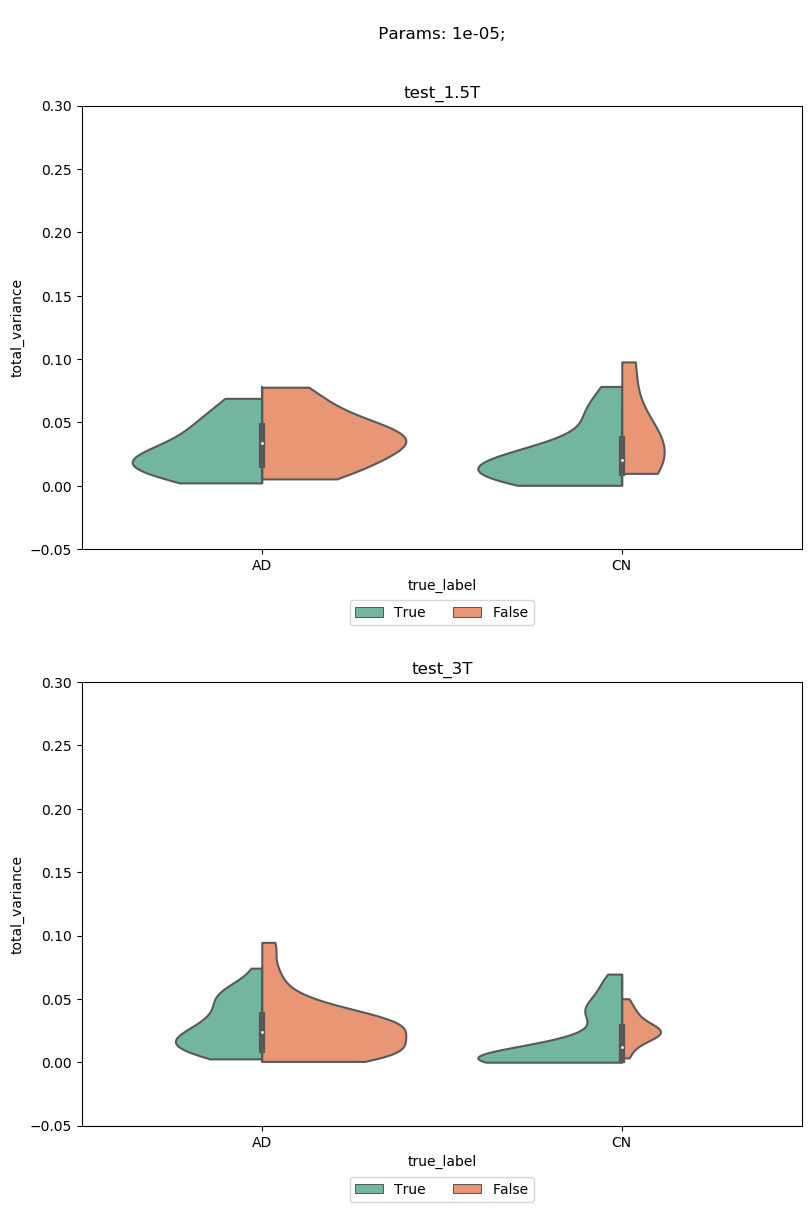 Params: 1e-05;
test_1.5T
0.30
0.25
0.20
0.15
0.10
0.05
0.00
−0.05
total_variance
AD CN
true_label
True False
test_3T
0.30
0.25
0.20
0.15
0.10
0.05
0.00
−0.05
total_variance
AD CN
true_label
True False